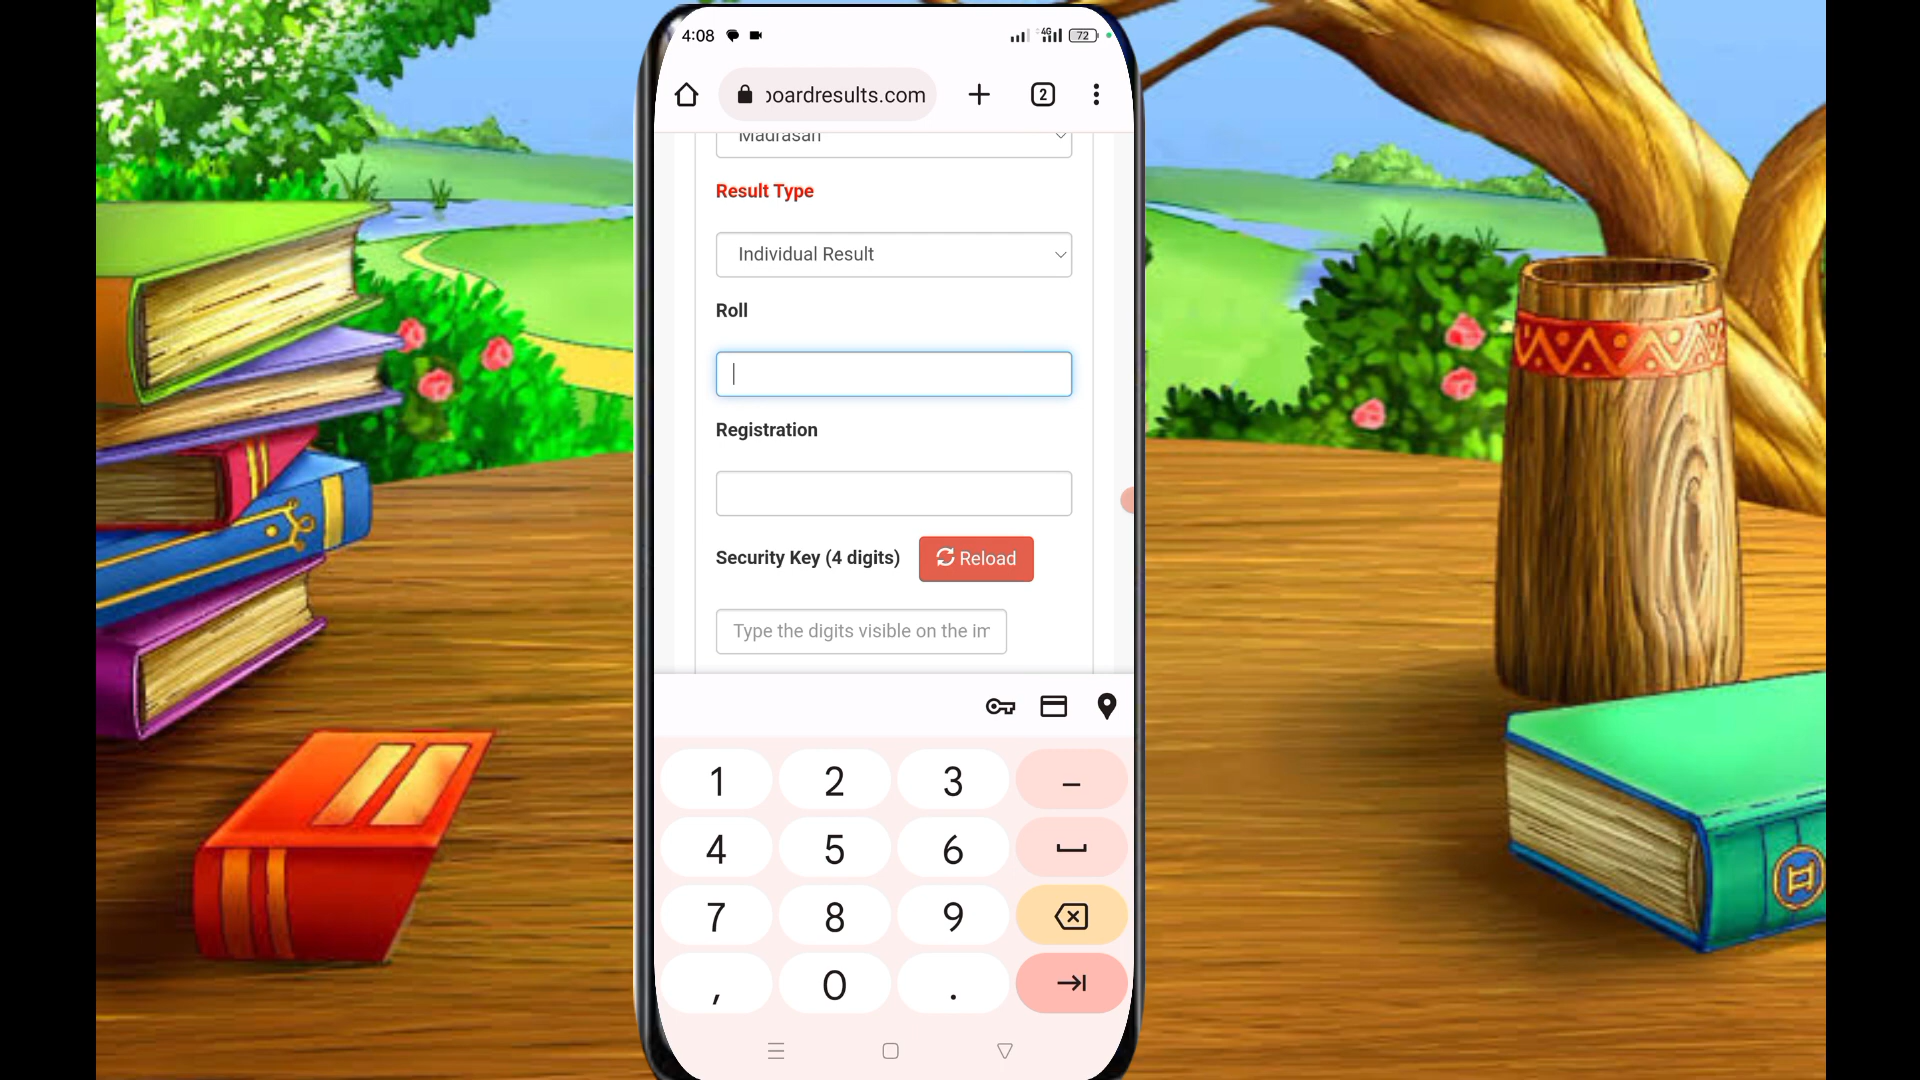 4:08
4G
72
boardresults.com
2
Madrasah
Result Type
Individual Result
Roll
Registration
Security Key (4 digits)
Reload
Type the digits visible on the im
1 2 3 –
4 5 6
7 8 9
, 0 .